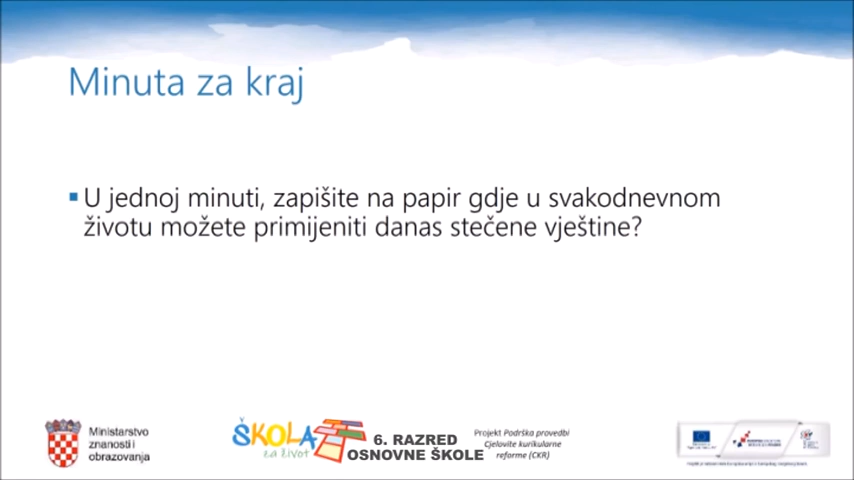 Minuta za kraj
U jednoj minuti, zapišite na papir gdje u svakodnevnom
životu možete primijeniti danas stečene vještine?
Ministarstvo
znanosti i
obrazovanja
ŠKOLA
za život
6. RAZRED
OSNOVNE ŠKOLE
Projekt Podrška provedbi
Cjelovite kurikularne
reforme (CKR)